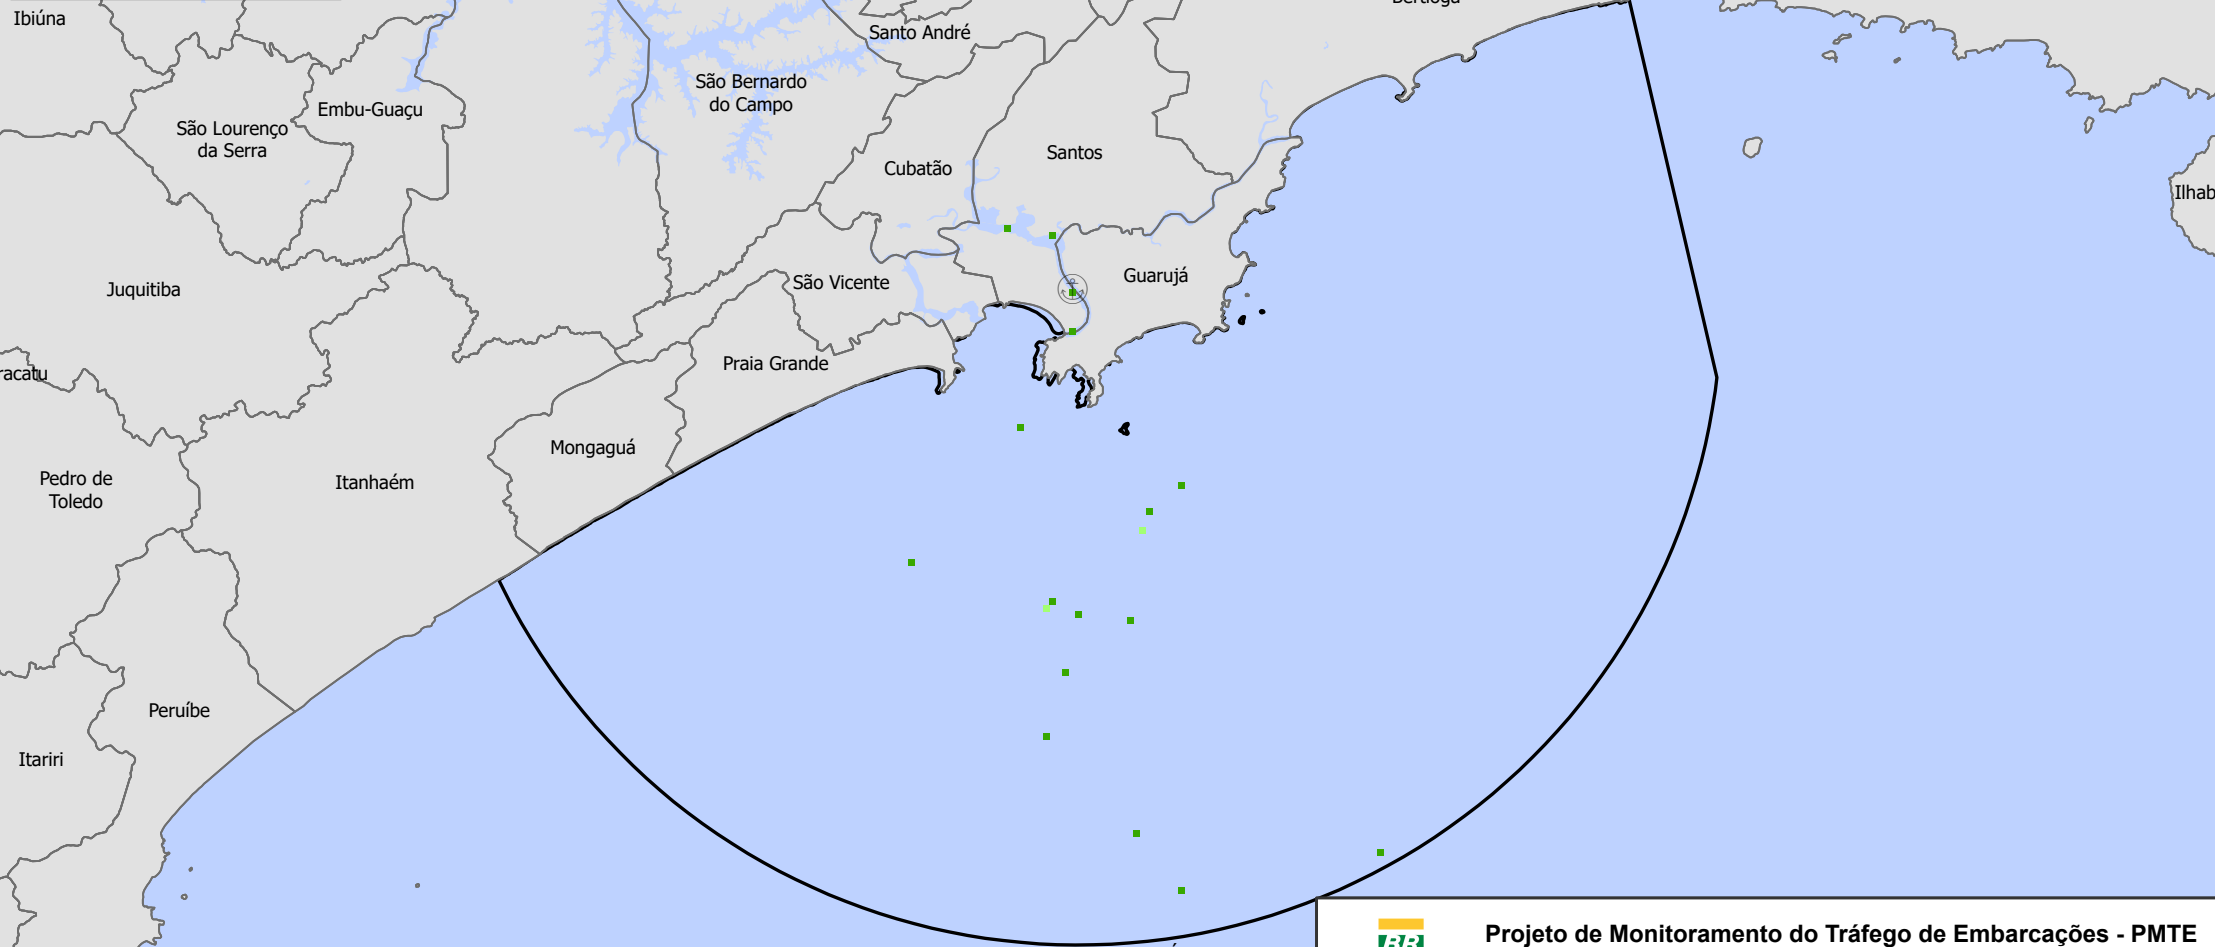 Ibiúna
Santo André
São Bernardo
do Campo
Embu-Guaçu
São Lourenço
da Serra
Cubatão
Santos
Juquitiba
São Vicente
Guarujá
Praia Grande
Mongaguá
Itanhaém
Pedro de
Toledo
Peruíbe
Itariri
BR
Projeto de Monitoramento do Tráfego de Embarcações - PMTE